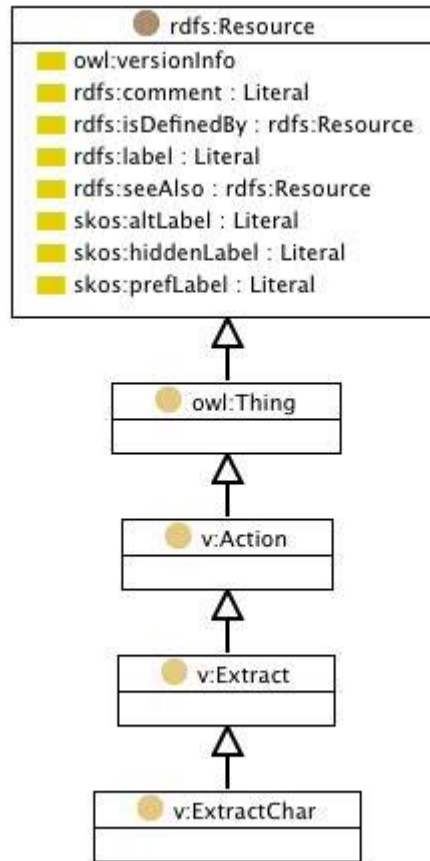 rdfs:Resource
owl:versionInfo
rdfs:comment : Literal
rdfs:isDefinedBy : rdfs:Resource
rdfs:label : Literal
rdfs:seeAlso : rdfs:Resource
skos:altLabel : Literal
skos:hiddenLabel : Literal
skos:prefLabel : Literal
owl:Thing
v:Action
v:Extract
v:ExtractChar